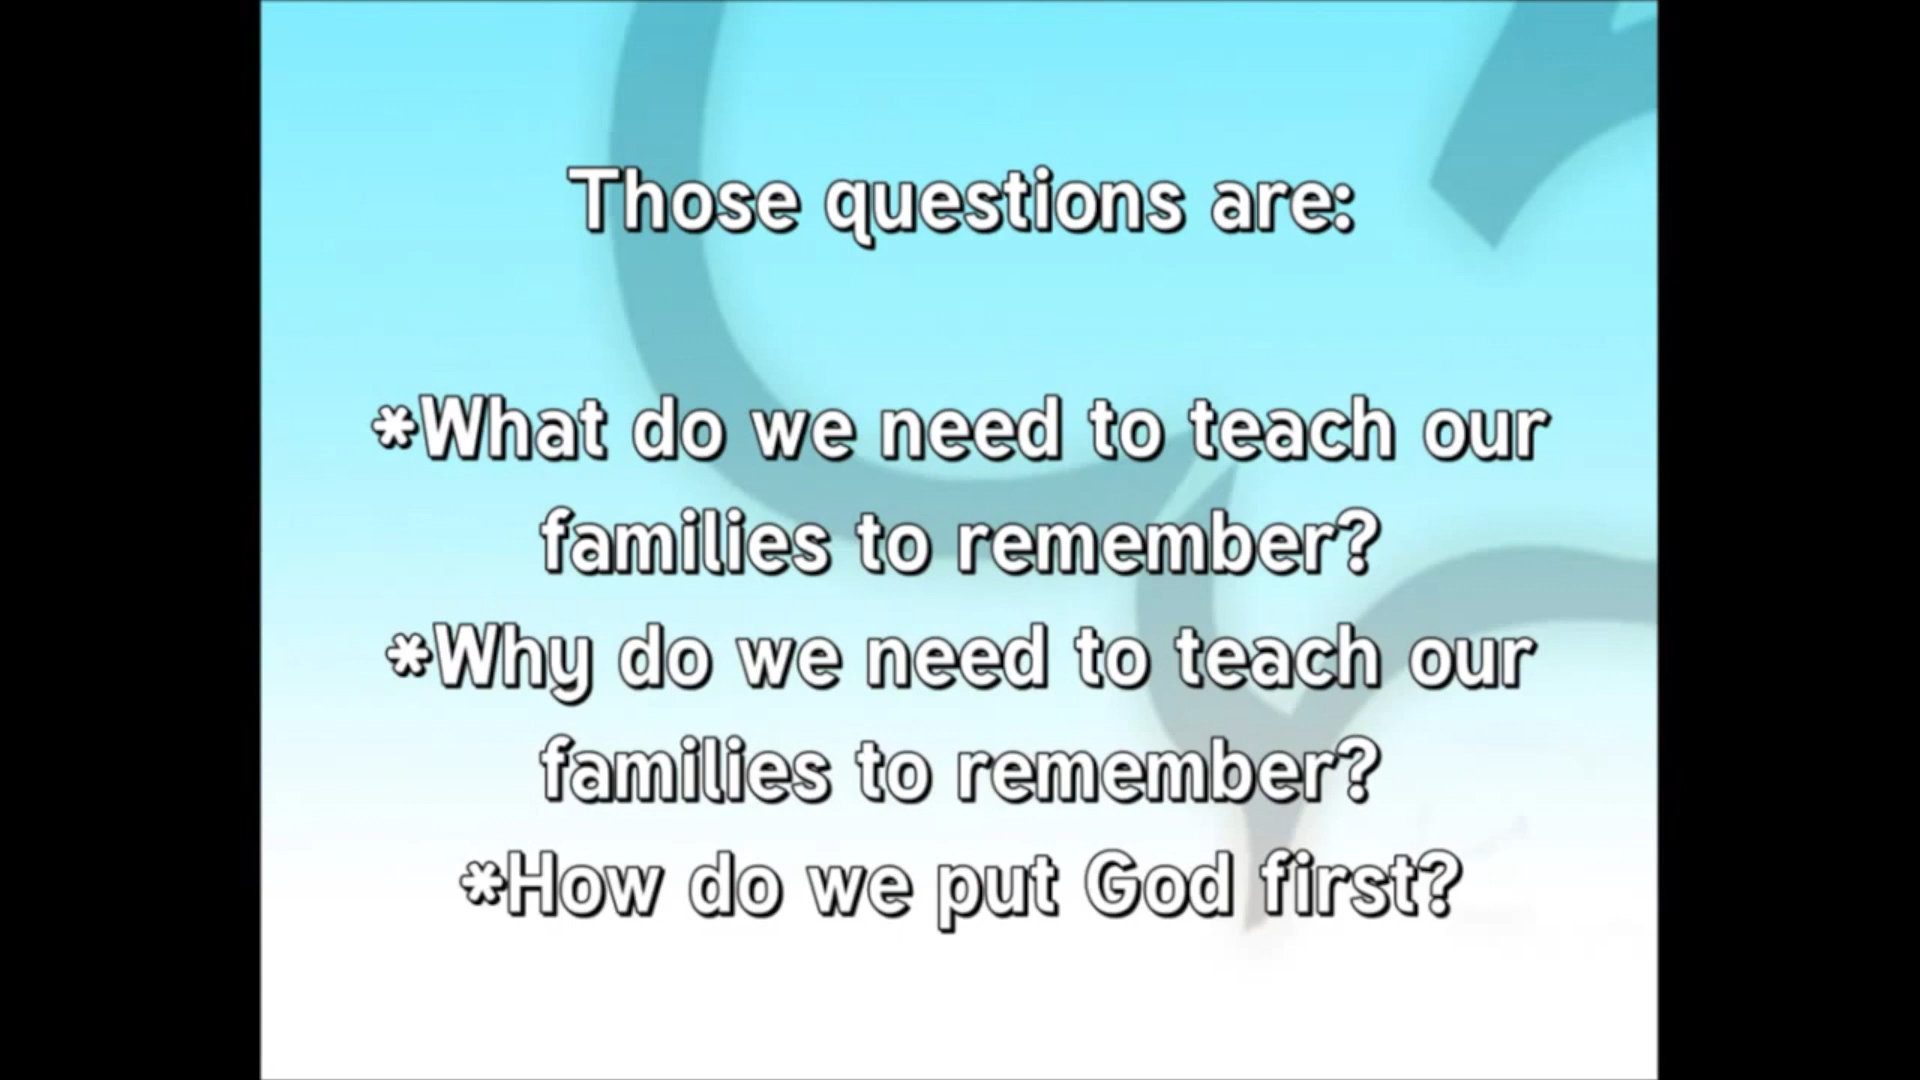 Those questions are:
*What do we need to teach our
families to remember?
*Why do we need to teach our
families to remember?
*How do we put God first?